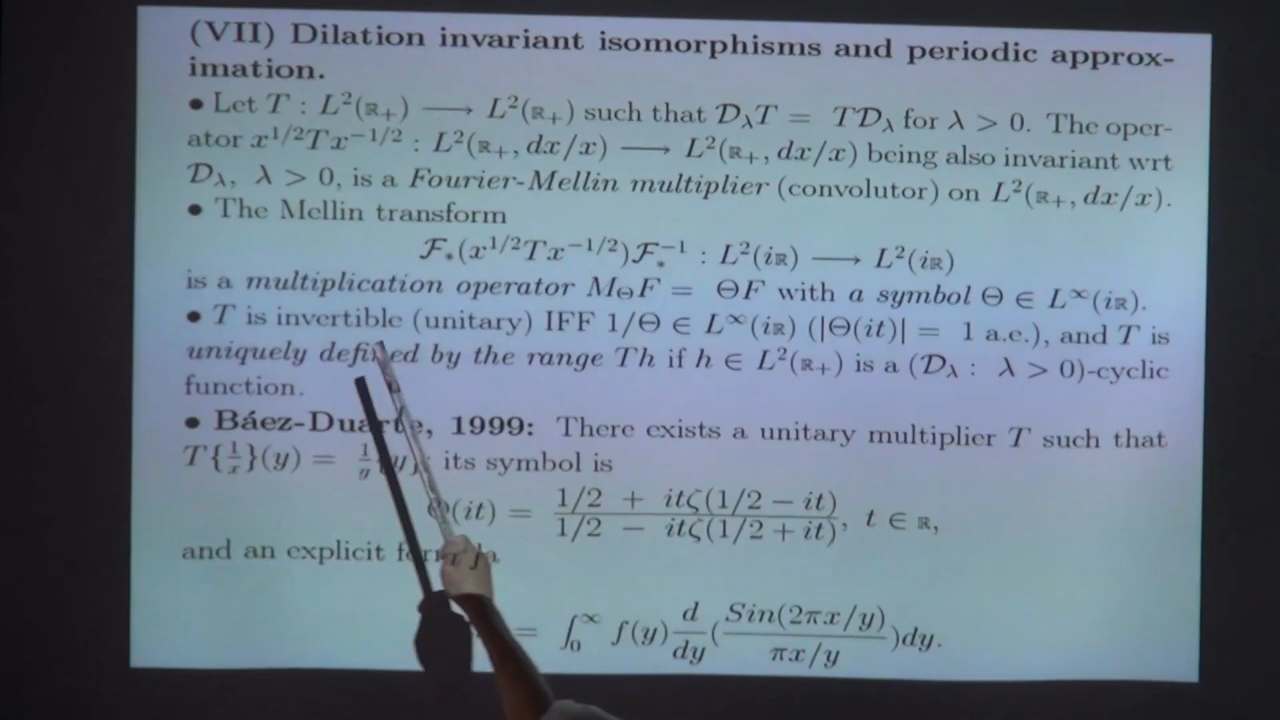 (VII) Dilation invariant isomorphisms and periodic approx-
imation.
• Let T : L²(ℝ₊) ⟶ L²(ℝ₊) such that 𝒟_λT = T𝒟_λ for λ > 0. The oper-
ator x^{1/2}Tx^{−1/2} : L²(ℝ₊, dx/x) ⟶ L²(ℝ₊, dx/x) being also invariant wrt
𝒟_λ, λ > 0, is a Fourier-Mellin multiplier (convolutor) on L²(ℝ₊, dx/x).
• The Mellin transform
ℱ_*(x^{1/2}Tx^{−1/2})ℱ_*^{−1} : L²(iℝ) ⟶ L²(iℝ)
is a multiplication operator M_ΘF = ΘF with a symbol Θ ∈ L^∞(iℝ).
• T is invertible (unitary) IFF 1/Θ ∈ L^∞(iℝ) (|Θ(it)| = 1 a.e.), and T is
uniquely defined by the range Th if h ∈ L²(ℝ₊) is a (𝒟_λ : λ > 0)-cyclic
function.
• Báez-Duarte, 1999: There exists a unitary multiplier T such that
T{1/x}(y) = 1/y{y}; its symbol is
(it) = (1/2 + itζ(1/2 − it))/(1/2 − itζ(1/2 + it)), t ∈ ℝ,
and an explicit
= ∫₀^∞ f(y) d/dy (Sin(2πx/y)/(πx/y))dy.